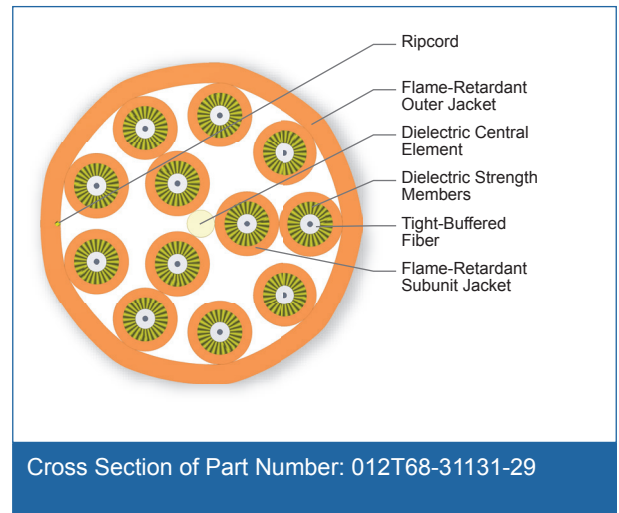 Ripcord
Flame-Retardant
Outer Jacket
Dielectric Central
Element
Dielectric Strength
Members
Tight-Buffered
Fiber
Flame-Retardant
Subunit Jacket
Cross Section of Part Number: 012T68-31131-29